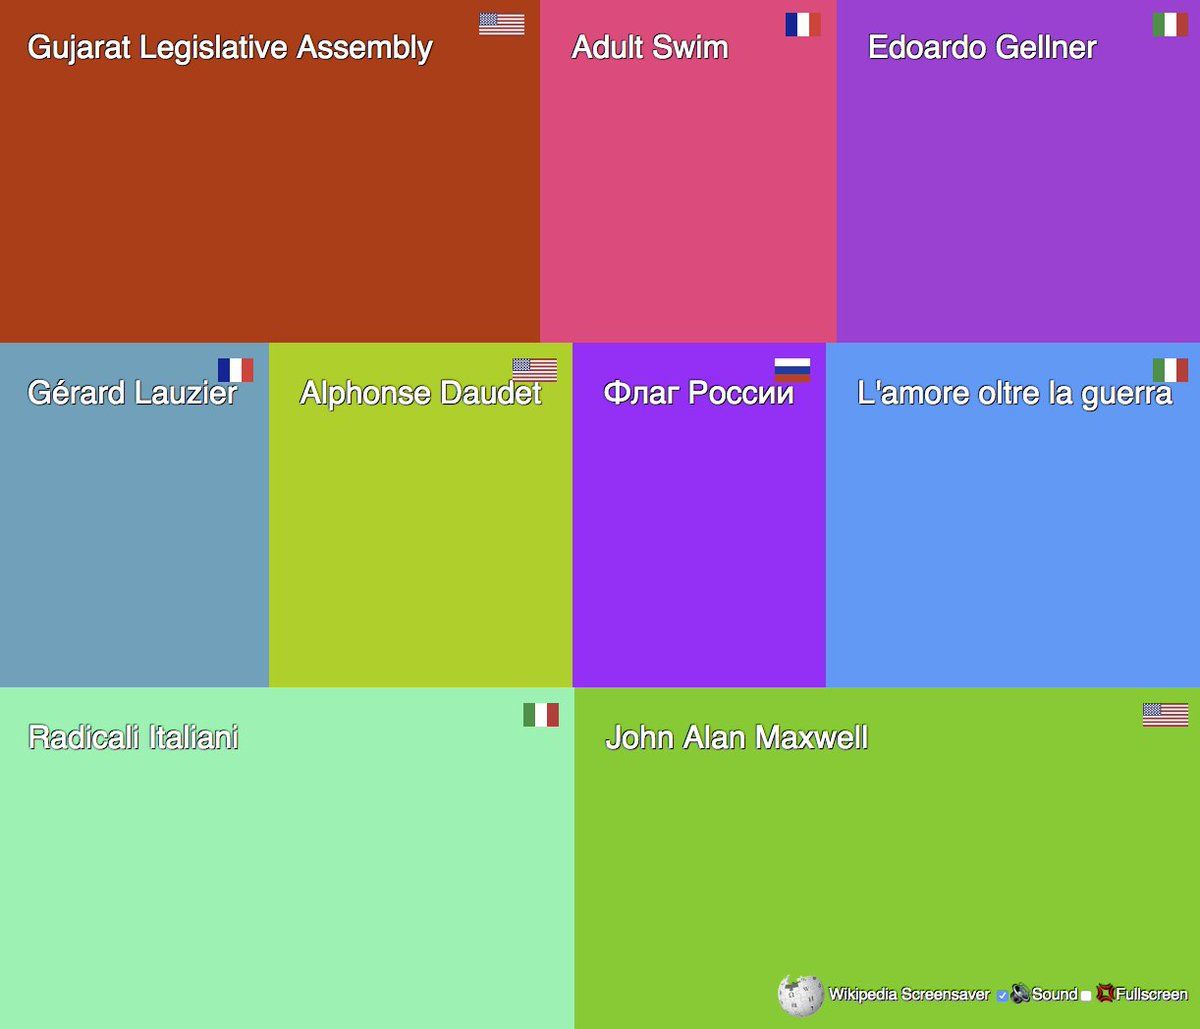 Gujarat Legislative Assembly
Adult Swim
Edoardo Gellner
Gérard Lauzier
Alphonse Daudet
Флаг России
L'amore oltre la guerra
Radicali Italiani
John Alan Maxwell
Wikipedia Screensaver Sound Fullscreen